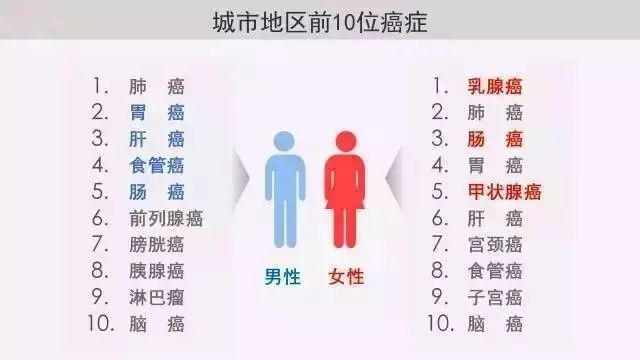 城市地区前10位癌症
1. 肺 癌
2. 胃 癌
3. 肝 癌
4. 食管癌
5. 肠 癌
6. 前列腺癌
7. 膀胱癌
8. 胰腺癌
9. 淋巴瘤
10. 脑 癌
男性
女性
1. 乳腺癌
2. 肺 癌
3. 肠 癌
4. 胃 癌
5. 甲状腺癌
6. 肝 癌
7. 宫颈癌
8. 食管癌
9. 子宫癌
10. 脑 癌